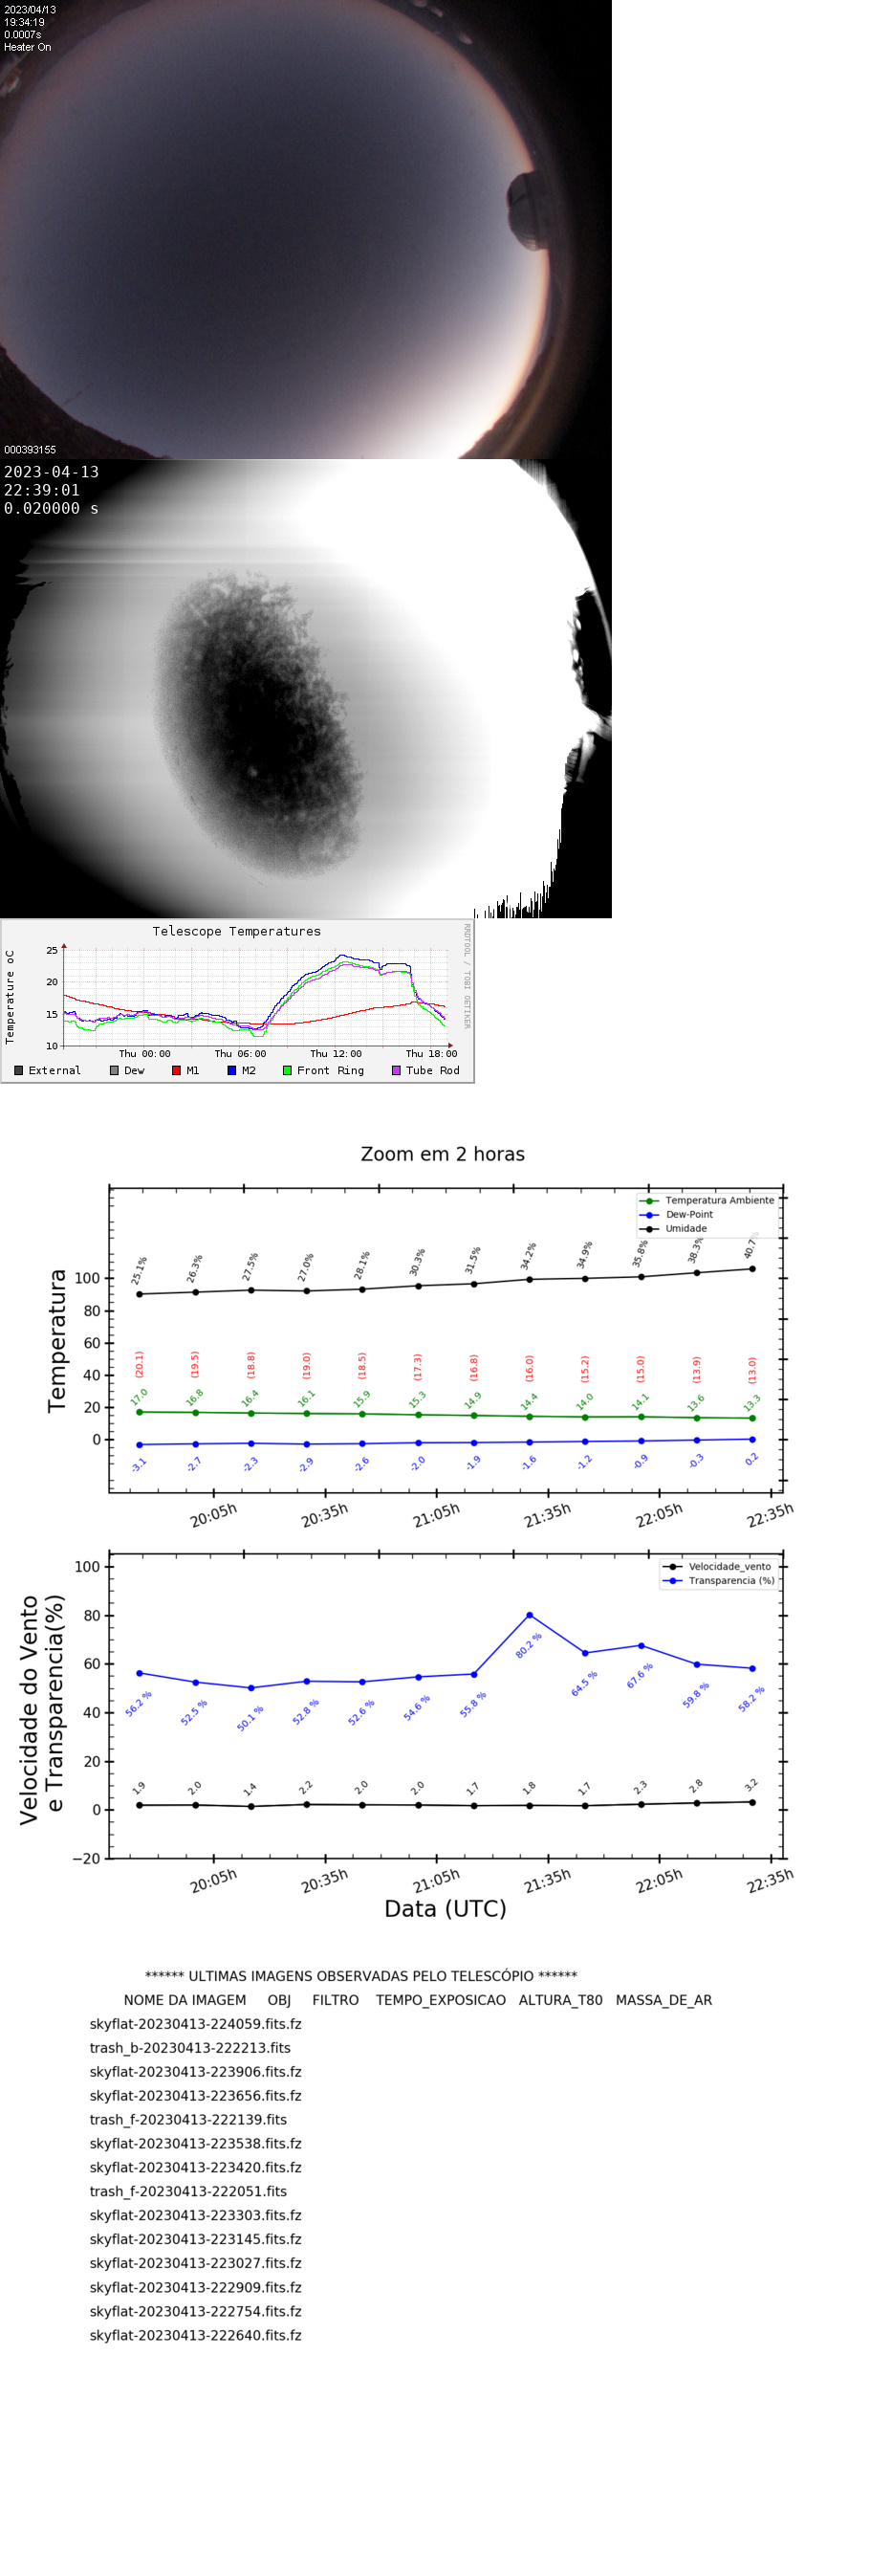 2023/04/13
19:34:19
0.0007s
Heater On
000393155
2023-04-13
22:39:01
0.020000 s
Telescope Temperatures
RRDTOOL / TOBI OETIKER
Temperature oC
25
20
15
10
Thu 00:00 Thu 06:00 Thu 12:00 Thu 18:00
External Dew M1 M2 Front Ring Tube Rod
Zoom em 2 horas
Temperatura Ambiente
Dew-Point
Umidade
Temperatura
100
80
60
40
20
0
25.1% 26.3% 27.5% 27.0% 28.1% 30.3% 31.5% 34.2% 34.9% 35.8% 38.3% 40.7%
(20.1) (19.5) (18.8) (19.0) (18.5) (17.3) (16.8) (16.0) (15.2) (15.0) (13.9) (13.0)
17.0 16.8 16.4 16.1 15.9 15.3 14.9 14.4 14.0 14.1 13.6 13.3
-3.1 -2.7 -2.3 -2.9 -2.6 -2.0 -1.9 -1.6 -1.2 -0.9 -0.3 0.2
20:05h 20:35h 21:05h 21:35h 22:05h 22:35h
Velocidade_vento
Transparencia (%)
Velocidade do Vento
e Transparencia(%)
100
80
60
40
20
0
−20
56.2 % 52.5 % 50.1 % 52.8 % 52.6 % 54.6 % 55.8 % 80.2 % 64.5 % 67.6 % 59.8 % 58.2 %
1.9 2.0 1.4 2.2 2.0 2.0 1.7 1.8 1.7 2.3 2.8 3.2
20:05h 20:35h 21:05h 21:35h 22:05h 22:35h
Data (UTC)
****** ULTIMAS IMAGENS OBSERVADAS PELO TELESCÓPIO ******
NOME DA IMAGEM OBJ FILTRO TEMPO_EXPOSICAO ALTURA_T80 MASSA_DE_AR
skyflat-20230413-224059.fits.fz
trash_b-20230413-222213.fits
skyflat-20230413-223906.fits.fz
skyflat-20230413-223656.fits.fz
trash_f-20230413-222139.fits
skyflat-20230413-223538.fits.fz
skyflat-20230413-223420.fits.fz
trash_f-20230413-222051.fits
skyflat-20230413-223303.fits.fz
skyflat-20230413-223145.fits.fz
skyflat-20230413-223027.fits.fz
skyflat-20230413-222909.fits.fz
skyflat-20230413-222754.fits.fz
skyflat-20230413-222640.fits.fz